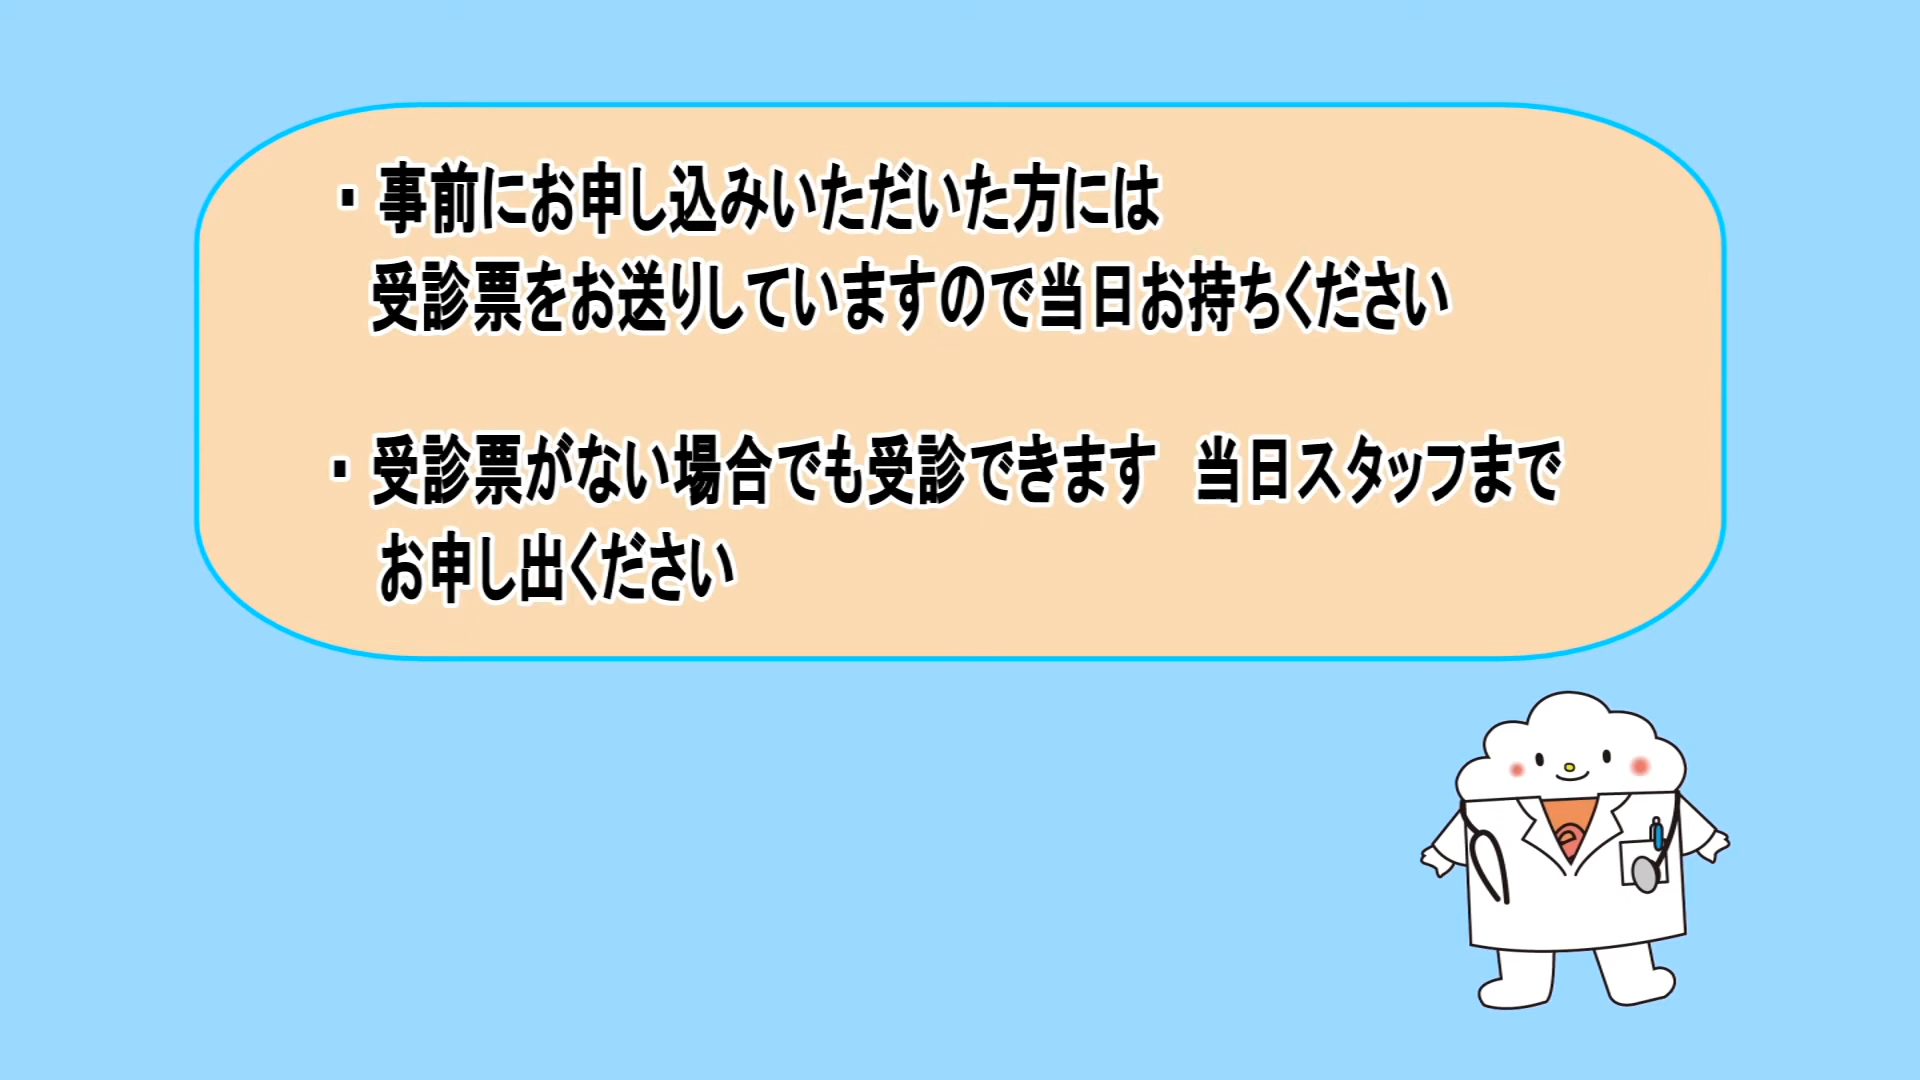 ・事前にお申し込みいただいた方には
受診票をお送りしていますので当日お持ちください
・受診票がない場合でも受診できます　当日スタッフまで
お申し出ください